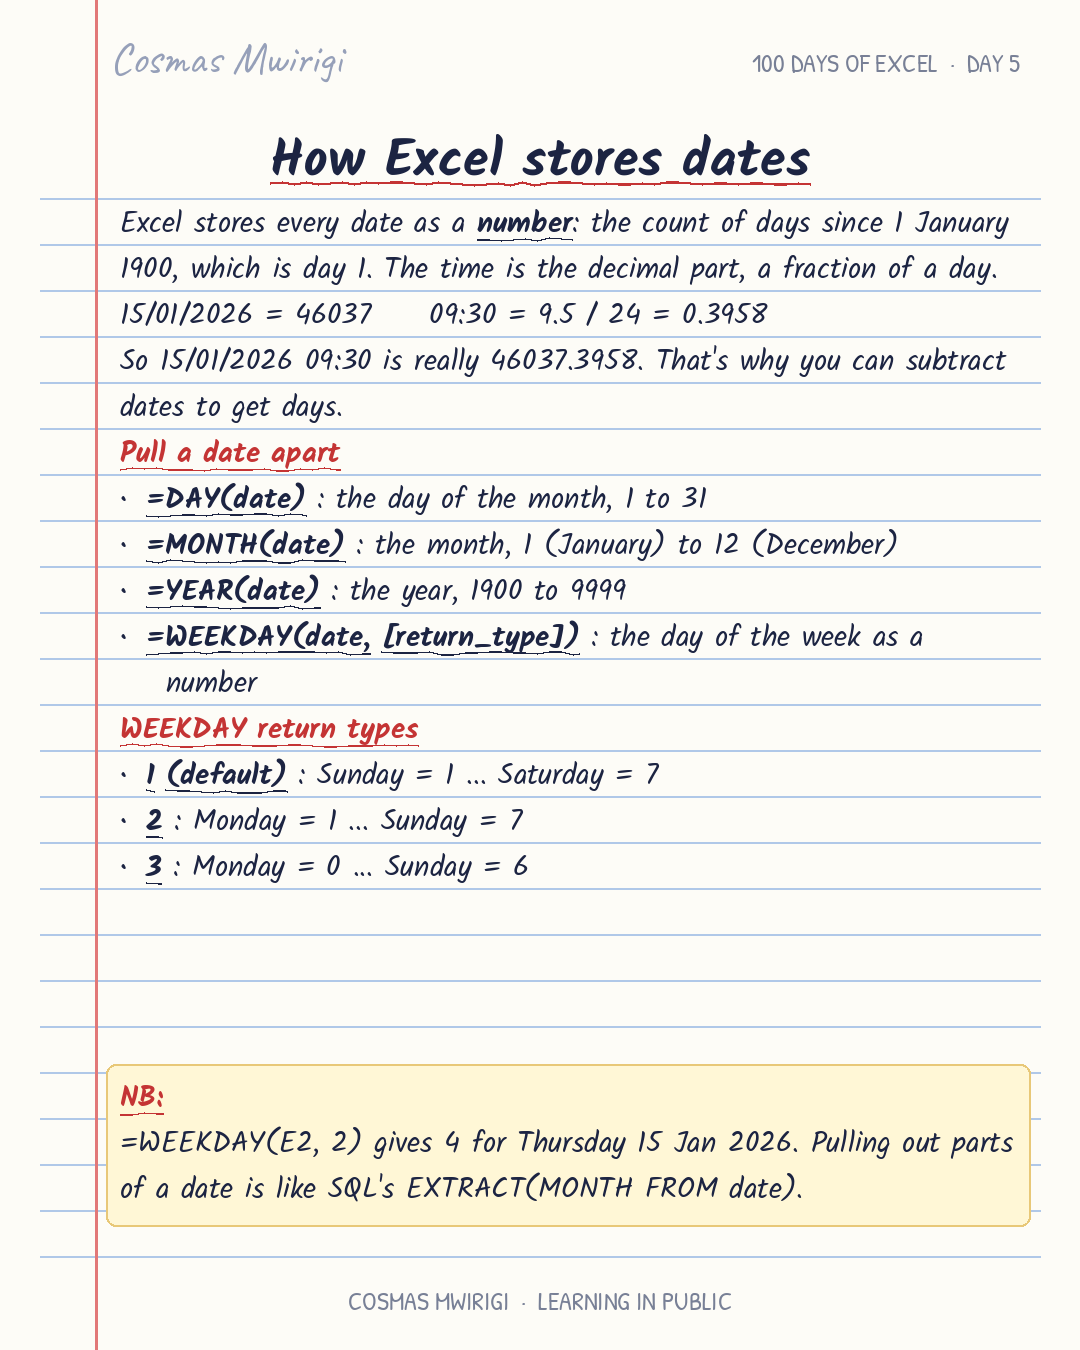 Cosmas Mwirigi
100 DAYS OF EXCEL · DAY 5
How Excel stores dates
Excel stores every date as a number: the count of days since 1 January
1900, which is day 1. The time is the decimal part, a fraction of a day.
15/01/2026 = 46037 09:30 = 9.5 / 24 = 0.3958
So 15/01/2026 09:30 is really 46037.3958. That's why you can subtract
dates to get days.
Pull a date apart
· =DAY(date) : the day of the month, 1 to 31
· =MONTH(date) : the month, 1 (January) to 12 (December)
· =YEAR(date) : the year, 1900 to 9999
· =WEEKDAY(date, [return_type]) : the day of the week as a
number
WEEKDAY return types
· 1 (default) : Sunday = 1 ... Saturday = 7
· 2 : Monday = 1 ... Sunday = 7
· 3 : Monday = 0 ... Sunday = 6
NB:
=WEEKDAY(E2, 2) gives 4 for Thursday 15 Jan 2026. Pulling out parts
of a date is like SQL's EXTRACT(MONTH FROM date).
COSMAS MWIRIGI · LEARNING IN PUBLIC